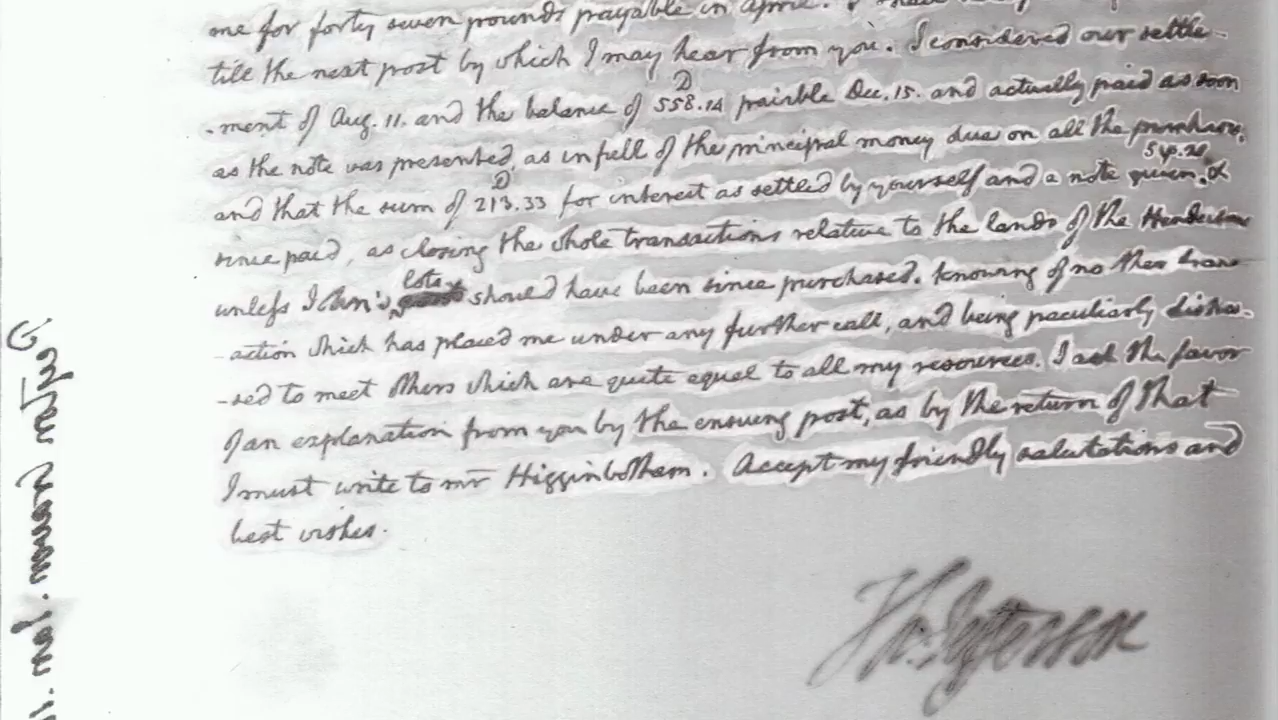 me for forty seven pounds payable in April. I shall
till the next post by which I may hear from you. I considered our settle-
-ment of Aug. 11. and the balance of 558.14 D paiable Dec. 15. and actually paid as soon
as the note was presented, as in full of the principal money due on all the purchases,
and that the sum of 213.33 D for interest as settled by yourself and a note given Sep. 20. &
since paid, as closing the whole transactions relative to the lands of the Hendersons
unless John's lots should have been since purchased. knowing of no other trans-
-action which has placed me under any further call, and being peculiarly distres-
-sed to meet others which are quite equal to all my resources. I ask the favor
of an explanation from you by the ensuing post, as by the return of that
I must write to mr Higginbotham. Accept my friendly salutations and
best wishes.
Th: Jefferson